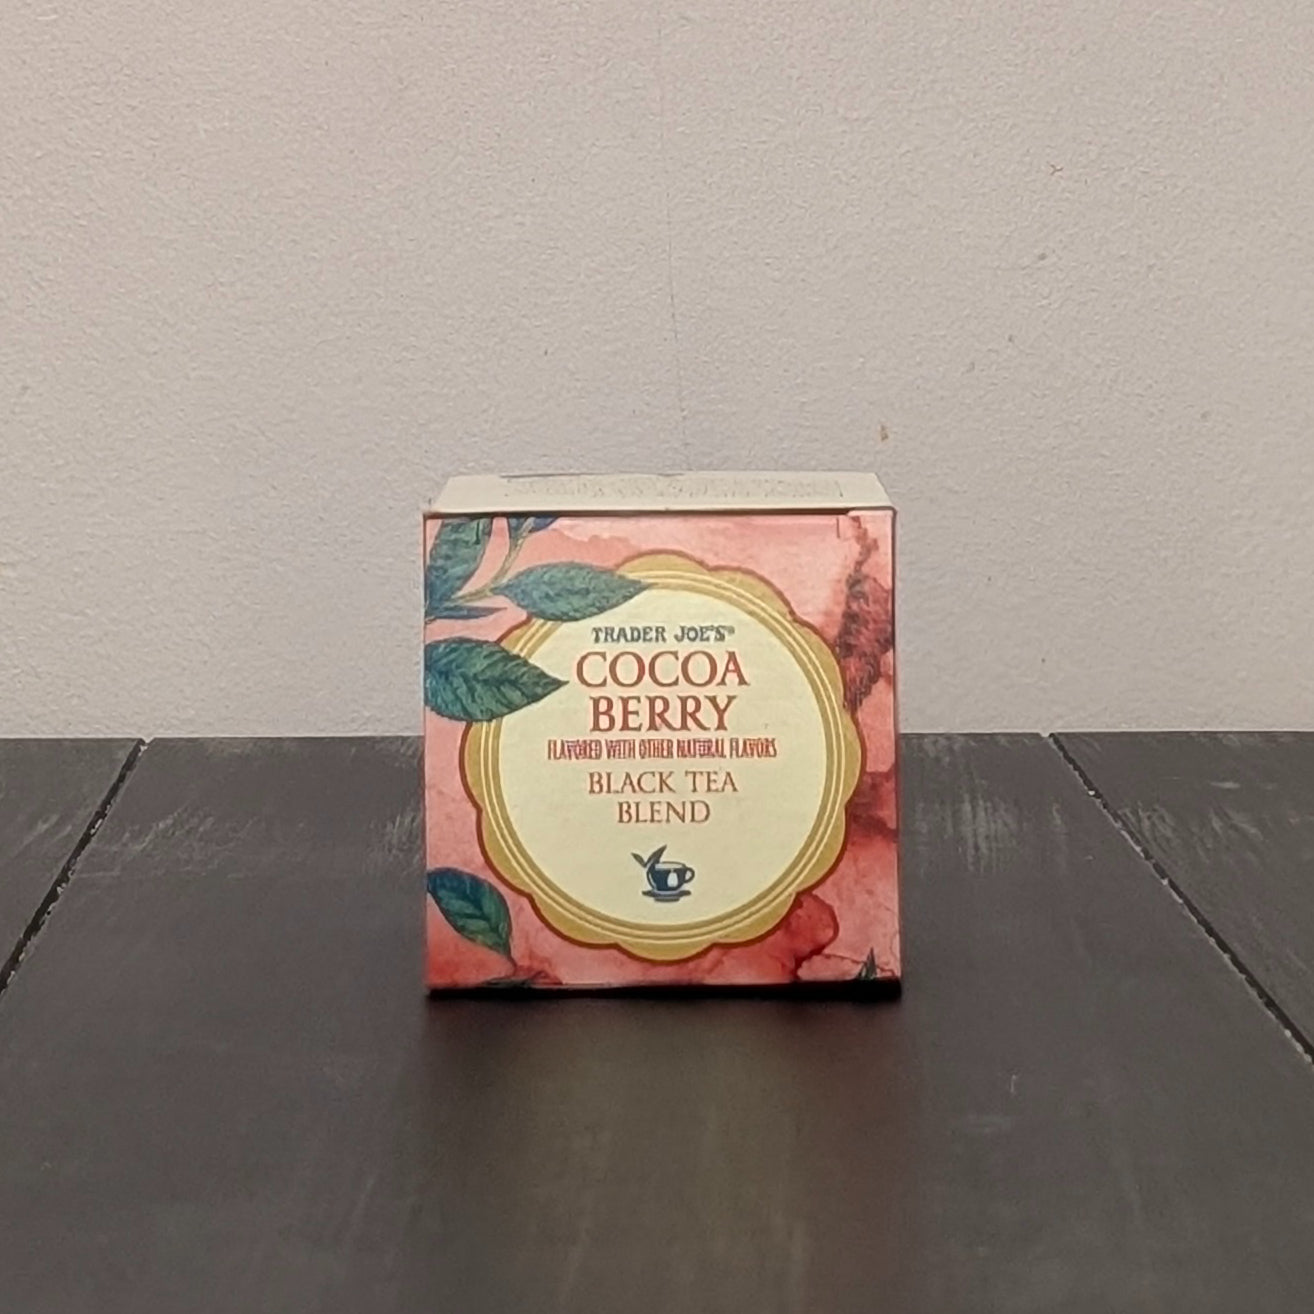 TRADER JOE'S®
COCOA
BERRY
FLAVORED WITH OTHER NATURAL FLAVORS
BLACK TEA
BLEND